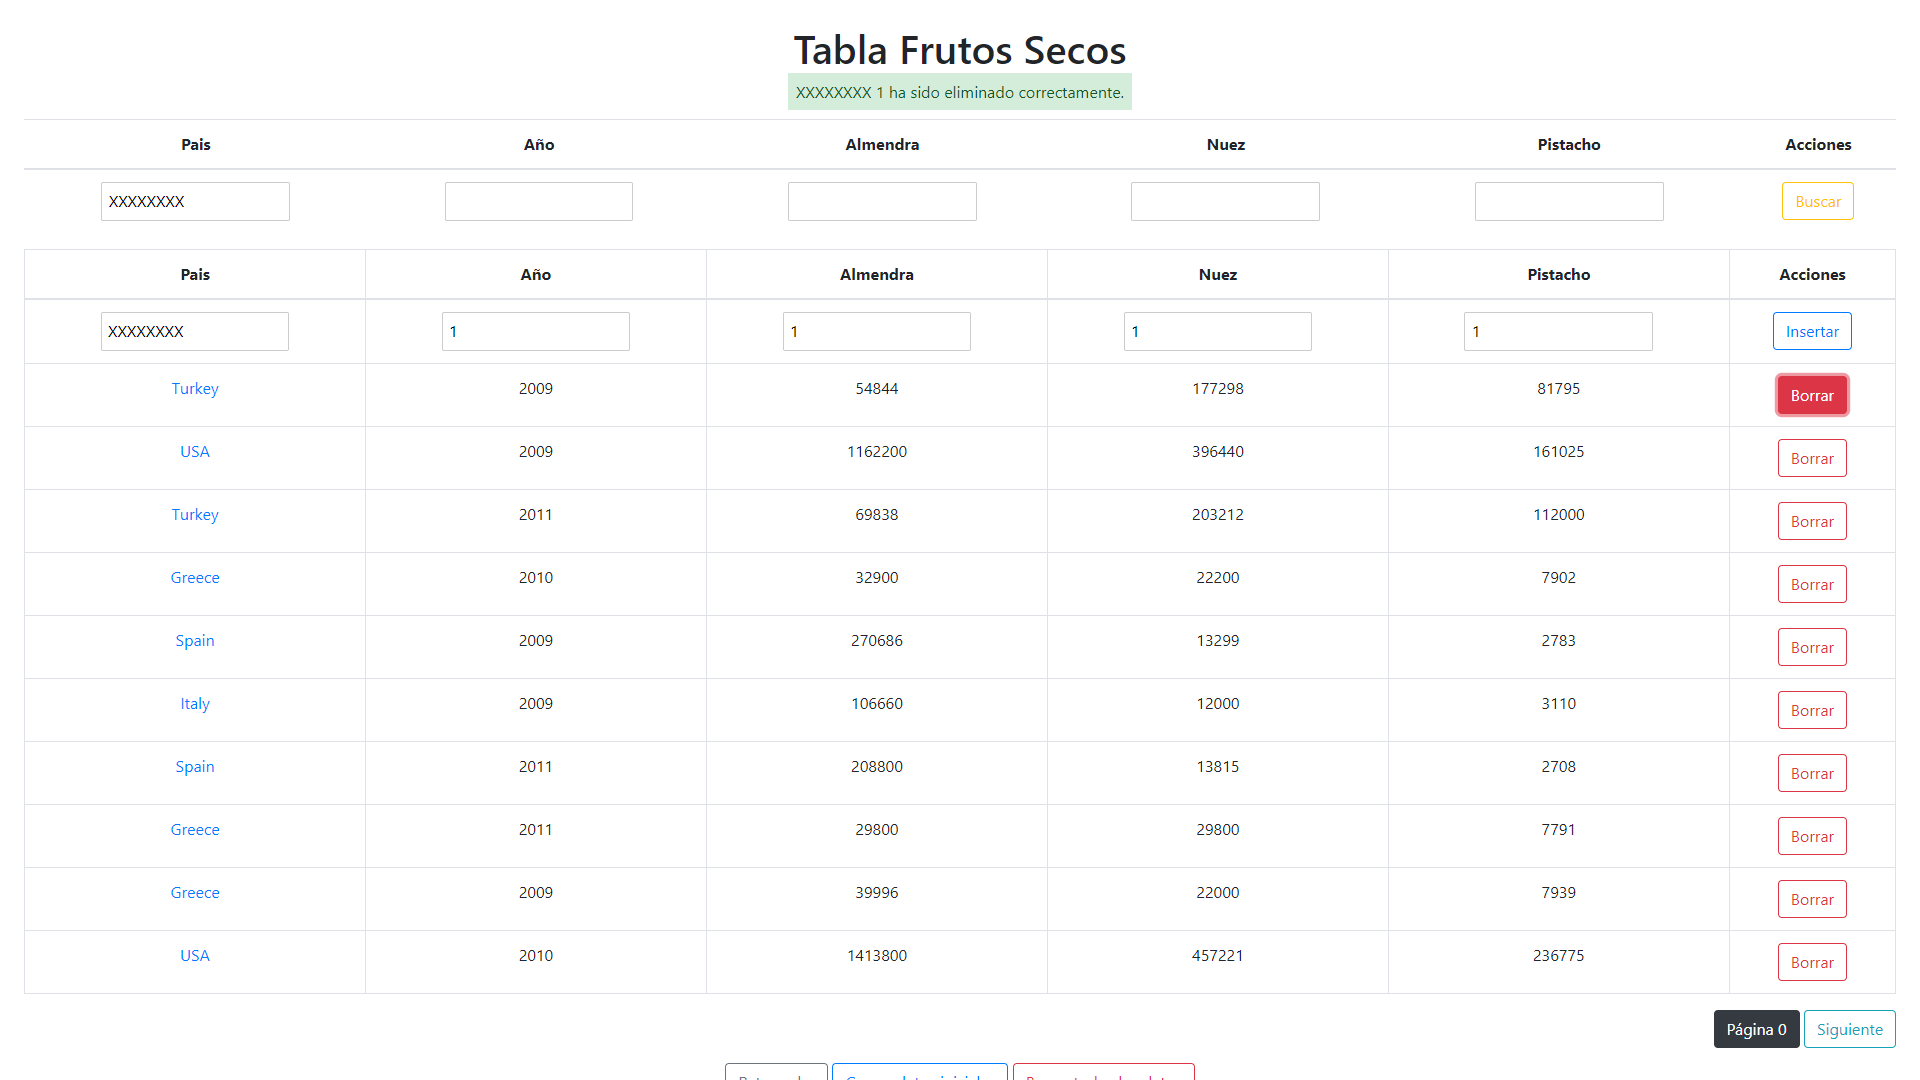 Tabla Frutos Secos
XXXXXXXX 1 ha sido eliminado correctamente.
Pais Año Almendra Nuez Pistacho Acciones
XXXXXXXX Buscar
Pais Año Almendra Nuez Pistacho Acciones
XXXXXXXX 1 1 1 1 Insertar
Turkey 2009 54844 177298 81795 Borrar
USA 2009 1162200 396440 161025 Borrar
Turkey 2011 69838 203212 112000 Borrar
Greece 2010 32900 22200 7902 Borrar
Spain 2009 270686 13299 2783 Borrar
Italy 2009 106660 12000 3110 Borrar
Spain 2011 208800 13815 2708 Borrar
Greece 2011 29800 29800 7791 Borrar
Greece 2009 39996 22000 7939 Borrar
USA 2010 1413800 457221 236775 Borrar
Página 0 Siguiente